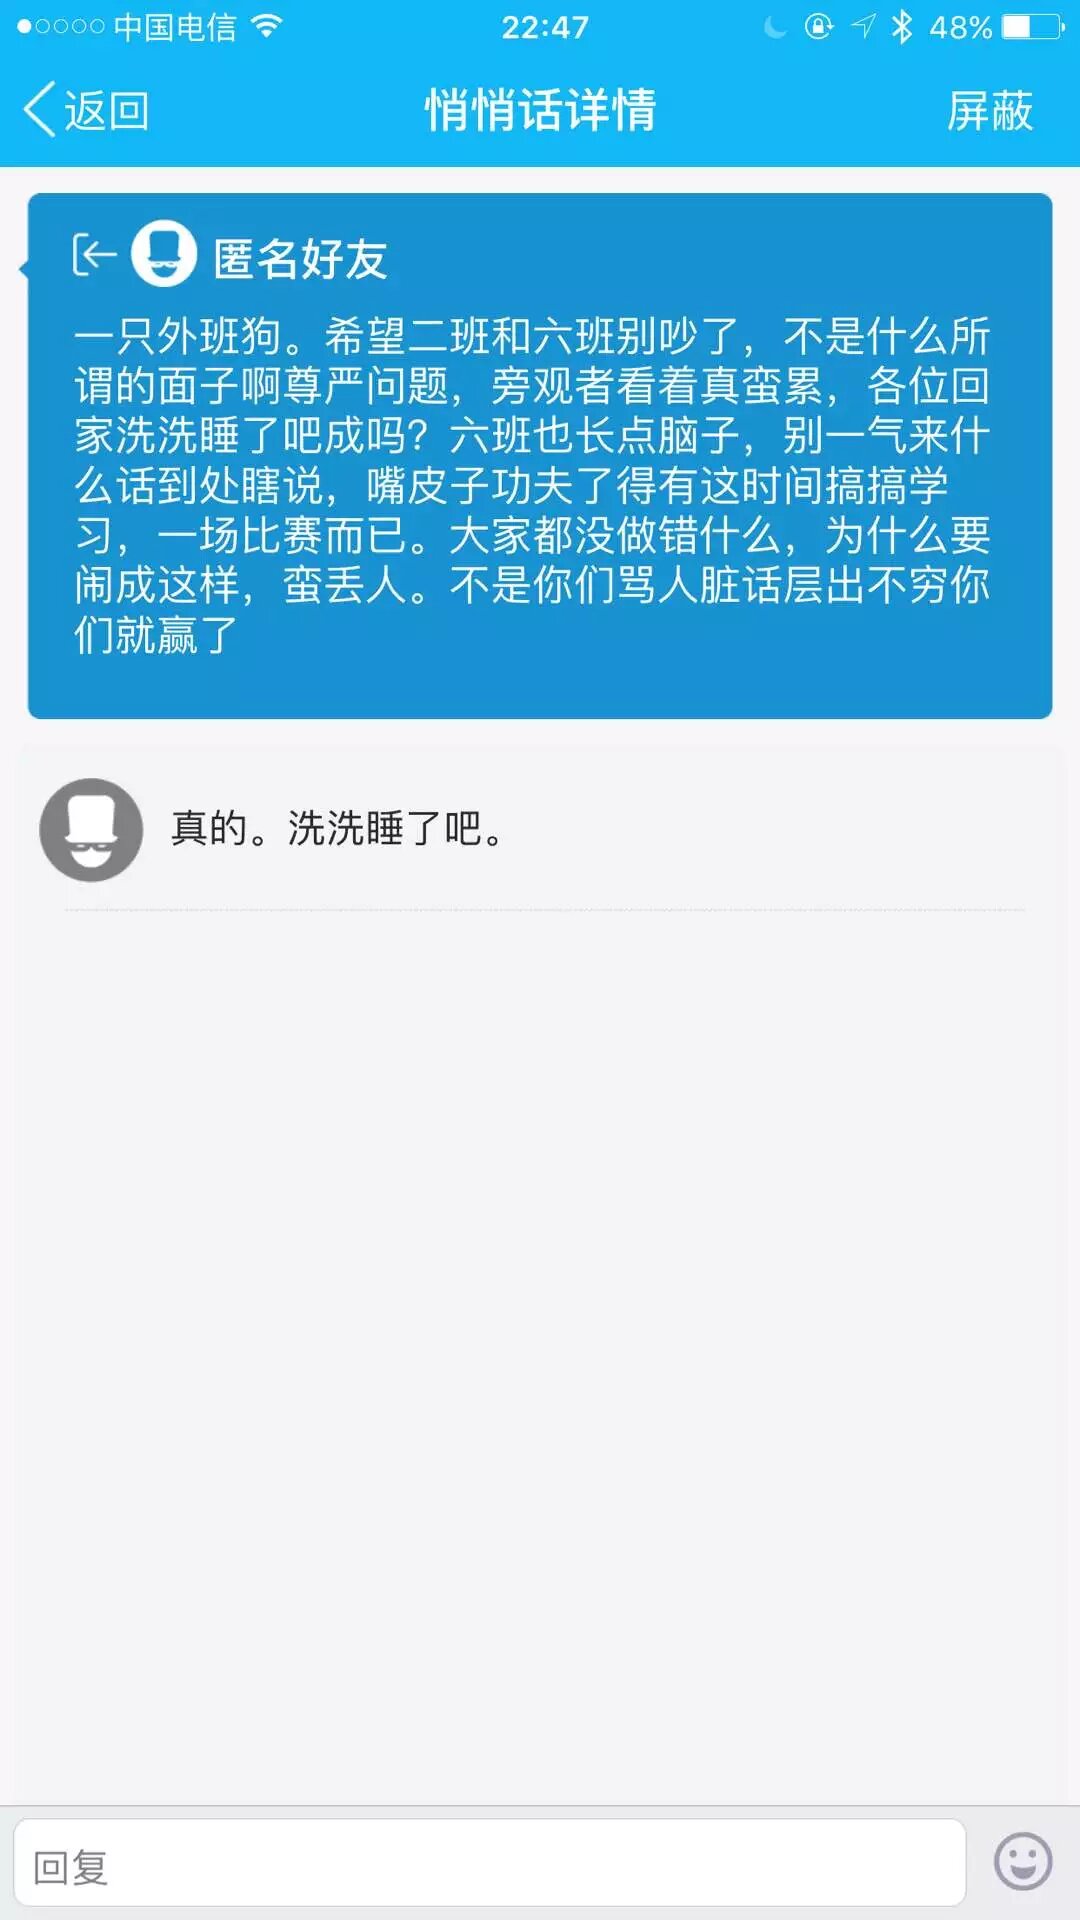 中国电信 22:47 48%
返回 悄悄话详情 屏蔽
匿名好友
一只外班狗。希望二班和六班别吵了，不是什么所
谓的面子啊尊严问题，旁观者看着真蛮累，各位回
家洗洗睡了吧成吗？六班也长点脑子，别一气来什
么话到处瞎说，嘴皮子功夫了得有这时间搞搞学
习，一场比赛而已。大家都没做错什么，为什么要
闹成这样，蛮丢人。不是你们骂人脏话层出不穷你
们就赢了
真的。洗洗睡了吧。
回复